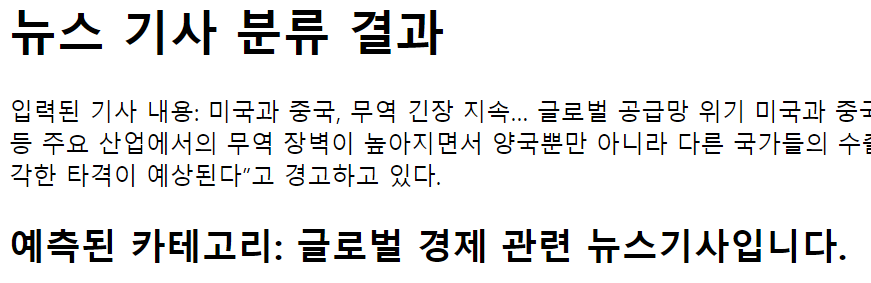 뉴스 기사 분류 결과
입력된 기사 내용: 미국과 중국, 무역 긴장 지속... 글로벌 공급망 위기 미국과 중국
등 주요 산업에서의 무역 장벽이 높아지면서 양국뿐만 아니라 다른 국가들의 수출
각한 타격이 예상된다”고 경고하고 있다.
예측된 카테고리: 글로벌 경제 관련 뉴스기사입니다.